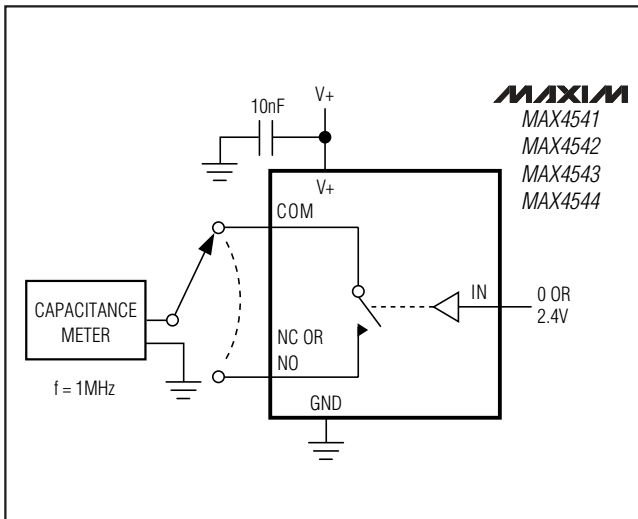 10nF
V+
MAXIM
MAX4541
MAX4542
MAX4543
MAX4544
V+
COM
IN
0 OR
2.4V
CAPACITANCE
METER
NC OR
NO
f = 1MHz
GND